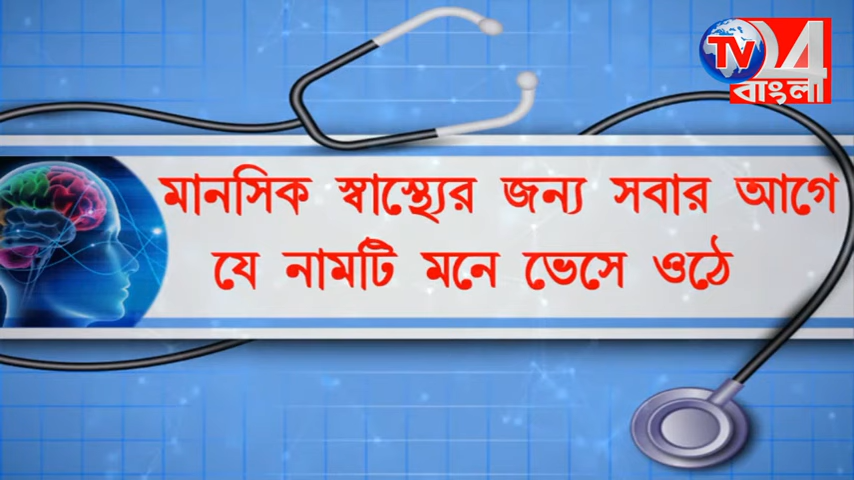 TV 24
বাংলা
মানসিক স্বাস্থ্যের জন্য সবার আগে
যে নামটি মনে ভেসে ওঠে